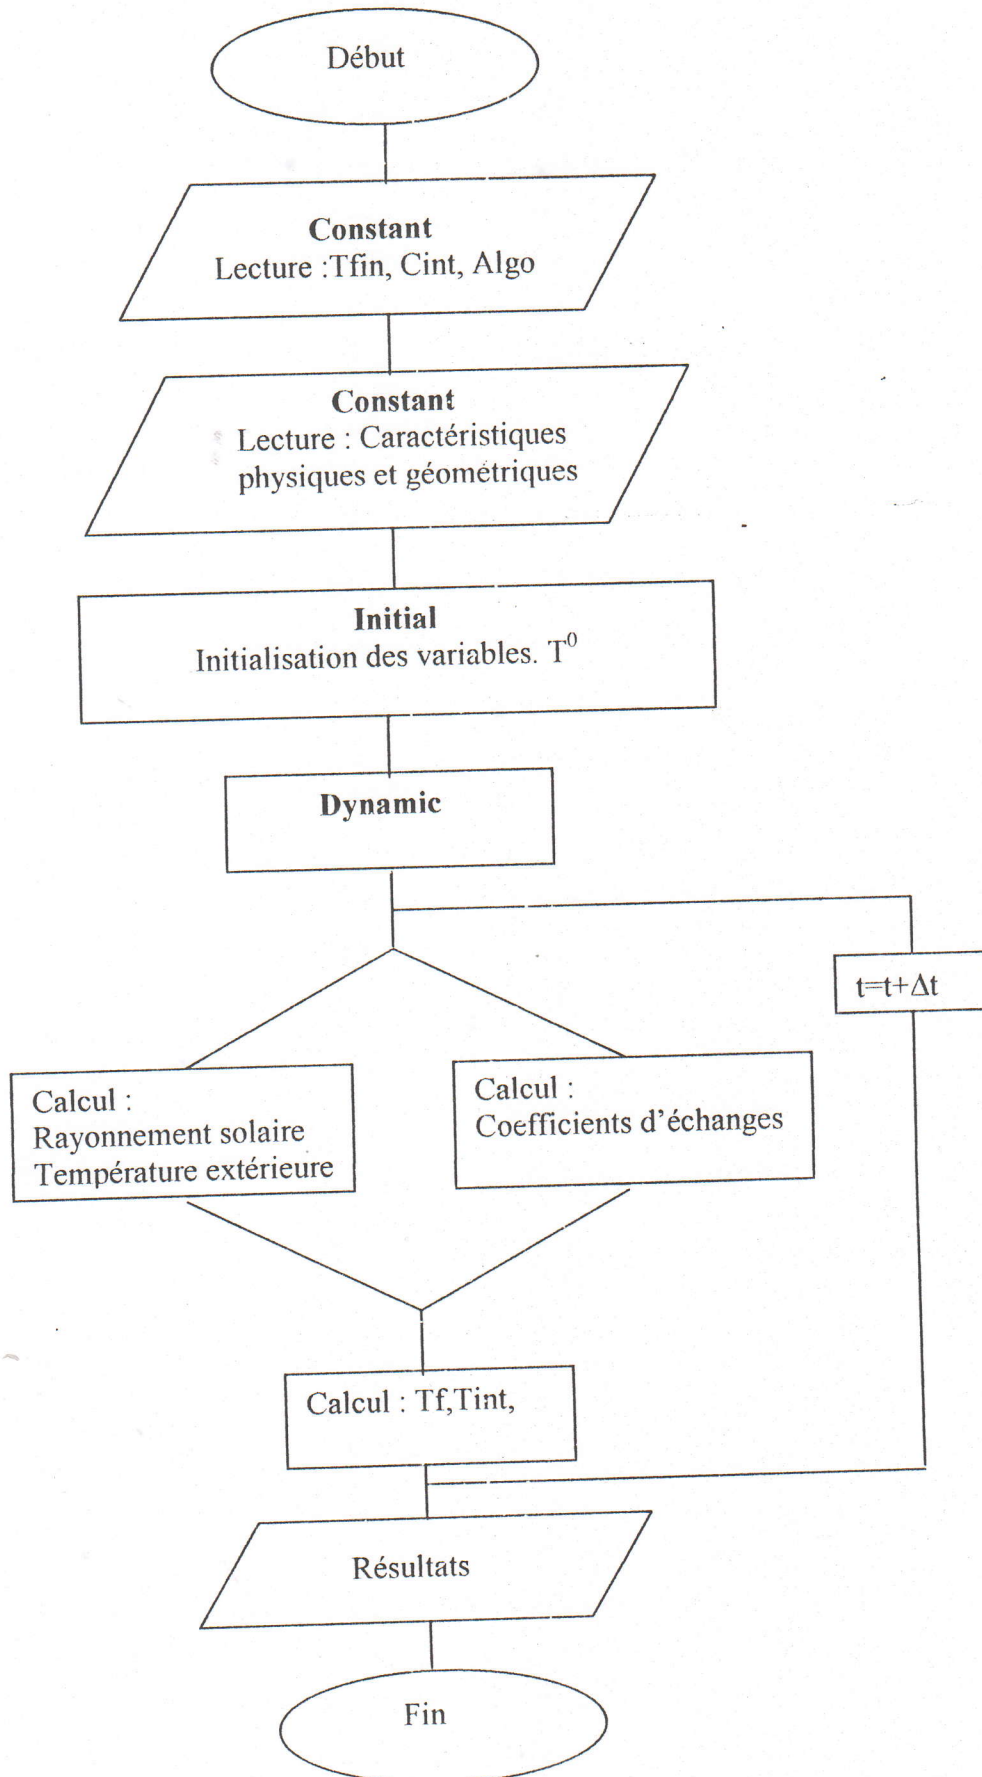 Début
Constant
Lecture :Tfin, Cint, Algo
Constant
Lecture : Caractéristiques
physiques et géométriques
Initial
Initialisation des variables. T⁰
Dynamic
t=t+Δt
Calcul :
Rayonnement solaire
Température extérieure
Calcul :
Coefficients d'échanges
Calcul : Tf,Tint,
Résultats
Fin